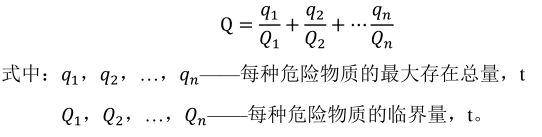 Q = q₁/Q₁ + q₂/Q₂ + ⋯ qₙ/Qₙ
式中：q₁，q₂，…，qₙ——每种危险物质的最大存在总量，t
Q₁，Q₂，…，Qₙ——每种危险物质的临界量，t。